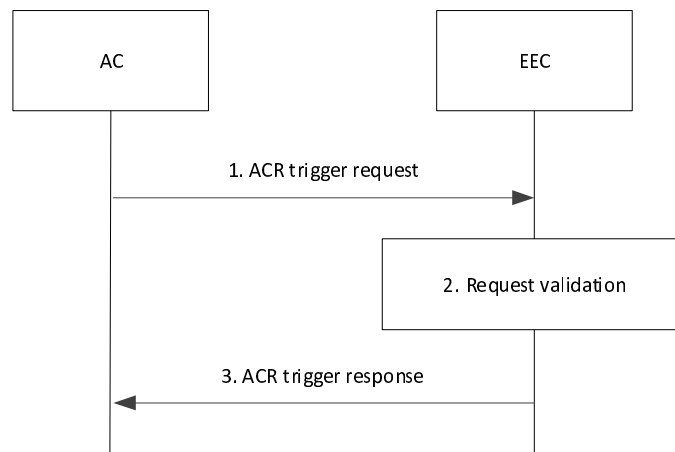 AC
EEC
1. ACR trigger request
2. Request validation
3. ACR trigger response